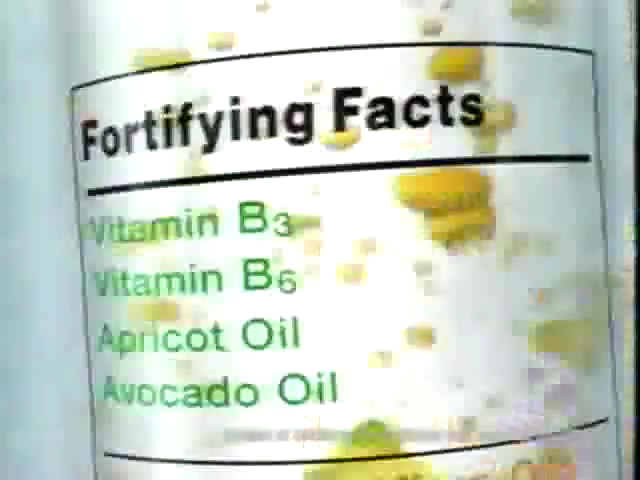 Fortifying Facts
Vitamin B3
Vitamin B6
Apricot Oil
Avocado Oil